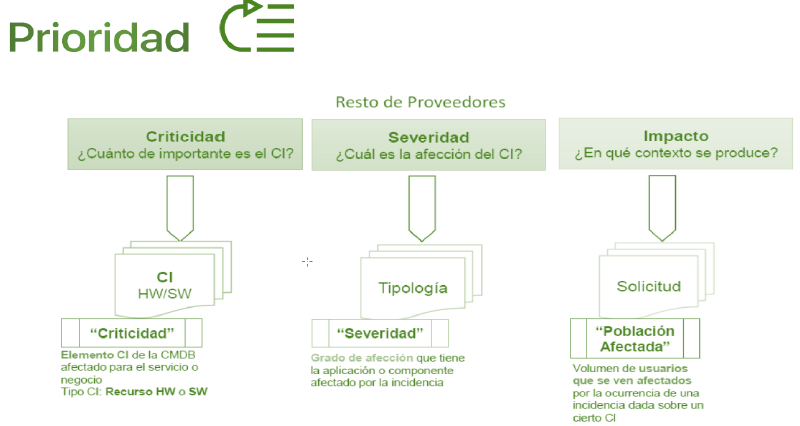 Prioridad
Resto de Proveedores
Criticidad
¿Cuánto de importante es el CI?
Severidad
¿Cuál es la afección del CI?
Impacto
¿En qué contexto se produce?
CI
HW/SW
Tipología
Solicitud
“Criticidad”
“Severidad”
“Población
Afectada”
Elemento CI de la CMDB
afectado para el servicio o
negocio
Tipo CI: Recurso HW o SW
Grado de afección que tiene
la aplicación o componente
afectado por la incidencia
Volumen de usuarios
que se ven afectados
por la ocurrencia de una
incidencia dada sobre un
cierto CI